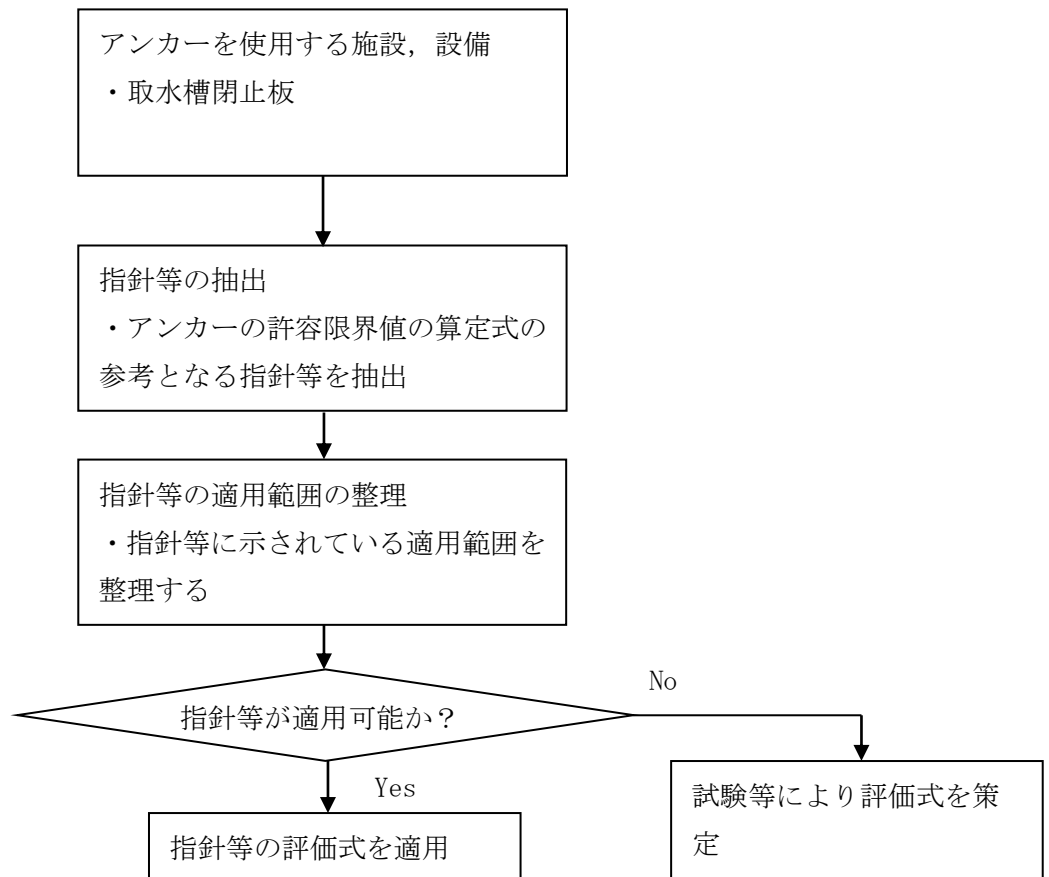 アンカーを使用する施設，設備
・取水槽閉止板
指針等の抽出
・アンカーの許容限界値の算定式の
参考となる指針等を抽出
指針等の適用範囲の整理
・指針等に示されている適用範囲を
整理する
指針等が適用可能か？
No
Yes
指針等の評価式を適用
試験等により評価式を策
定